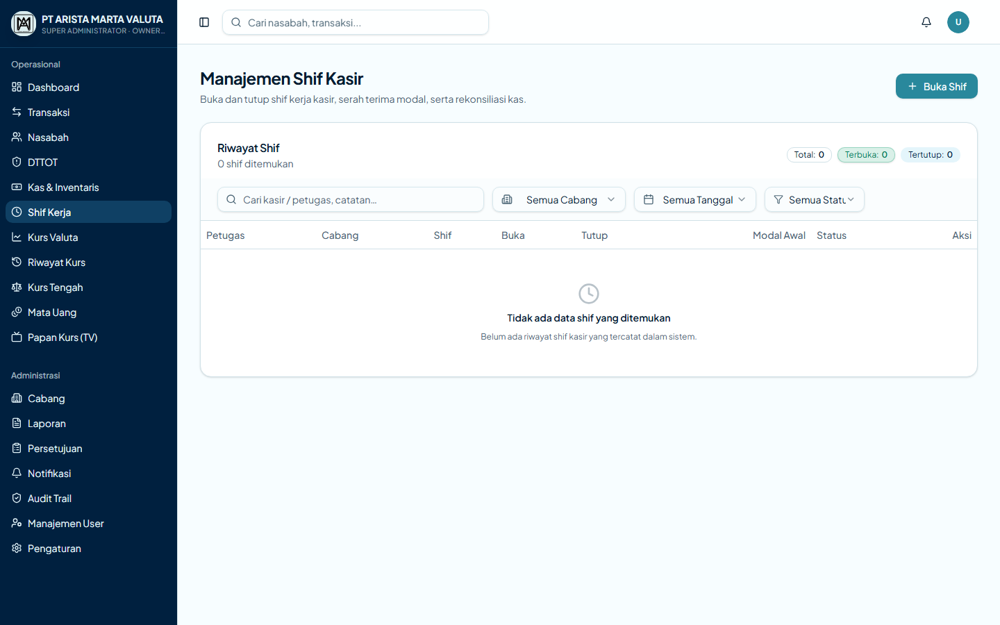 PT ARISTA MARTA VALUTA
SUPER ADMINISTRATOR · OWNER...
Cari nasabah, transaksi...
U
Operasional
Dashboard
Transaksi
Nasabah
DTTOT
Kas & Inventaris
Shif Kerja
Kurs Valuta
Riwayat Kurs
Kurs Tengah
Mata Uang
Papan Kurs (TV)
Administrasi
Cabang
Laporan
Persetujuan
Notifikasi
Audit Trail
Manajemen User
Pengaturan
Manajemen Shif Kasir
Buka dan tutup shif kerja kasir, serah terima modal, serta rekonsiliasi kas.
Buka Shif
Riwayat Shif
0 shif ditemukan
Total: 0 Terbuka: 0 Tertutup: 0
Cari kasir / petugas, catatan... Semua Cabang Semua Tanggal Semua Statu
Petugas Cabang Shif Buka Tutup Modal Awal Status Aksi
Tidak ada data shif yang ditemukan
Belum ada riwayat shif kasir yang tercatat dalam sistem.